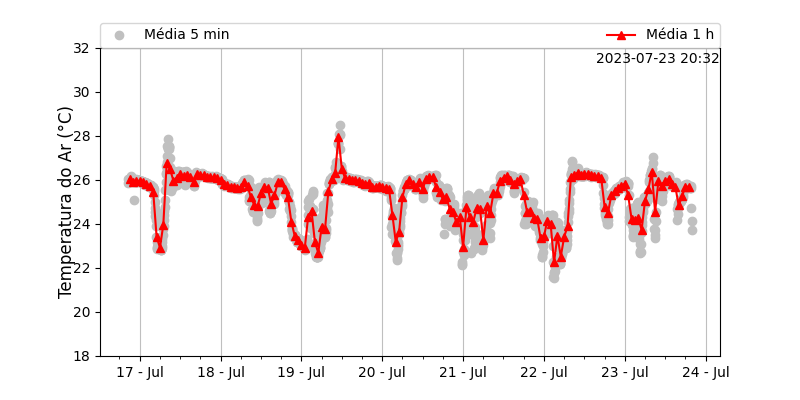 Média 5 min
Média 1 h
2023-07-23 20:32
Temperatura do Ar (°C)
32
30
28
26
24
22
20
18
17 - Jul
18 - Jul
19 - Jul
20 - Jul
21 - Jul
22 - Jul
23 - Jul
24 - Jul